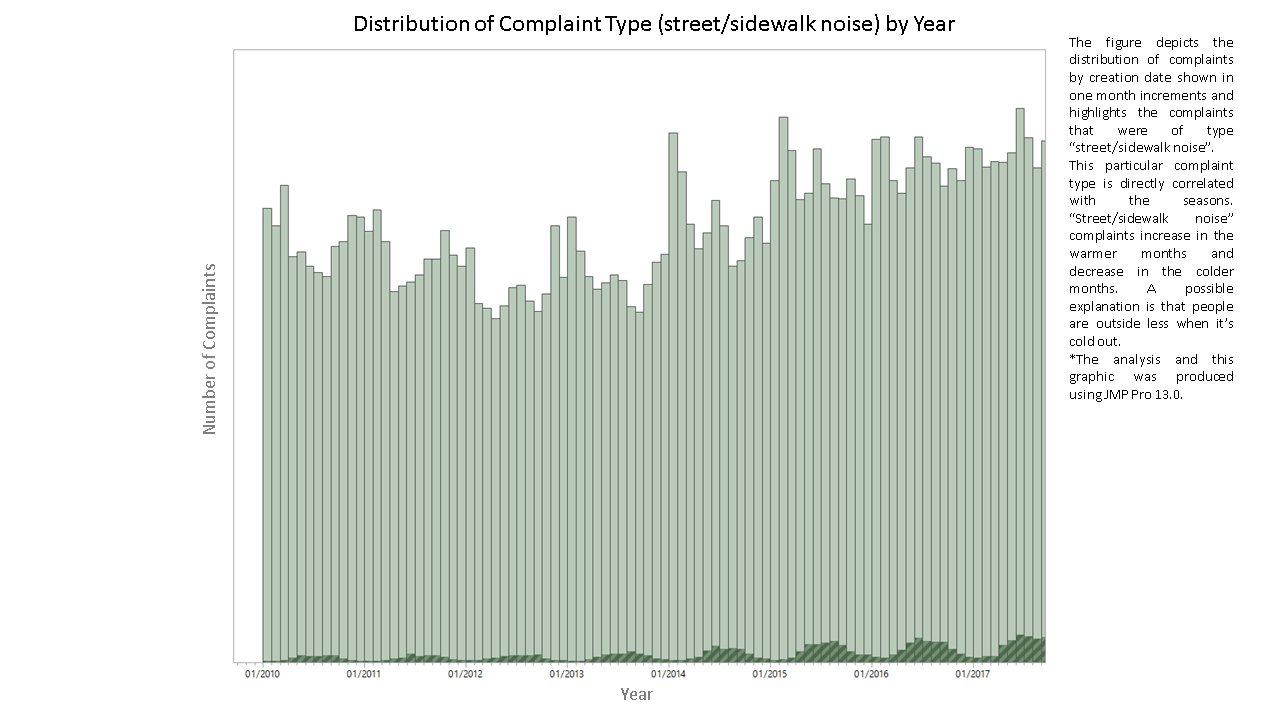 Distribution of Complaint Type (street/sidewalk noise) by Year
The figure depicts the
distribution of complaints
by creation date shown in
one month increments and
highlights the complaints
that were of type
“street/sidewalk noise”.
This particular complaint
type is directly correlated
with the seasons.
“Street/sidewalk noise”
complaints increase in the
warmer months and
decrease in the colder
months. A possible
explanation is that people
are outside less when it’s
cold out.
*The analysis and this
graphic was produced
using JMP Pro 13.0.
Number of Complaints
01/2010 01/2011 01/2012 01/2013 01/2014 01/2015 01/2016 01/2017
Year